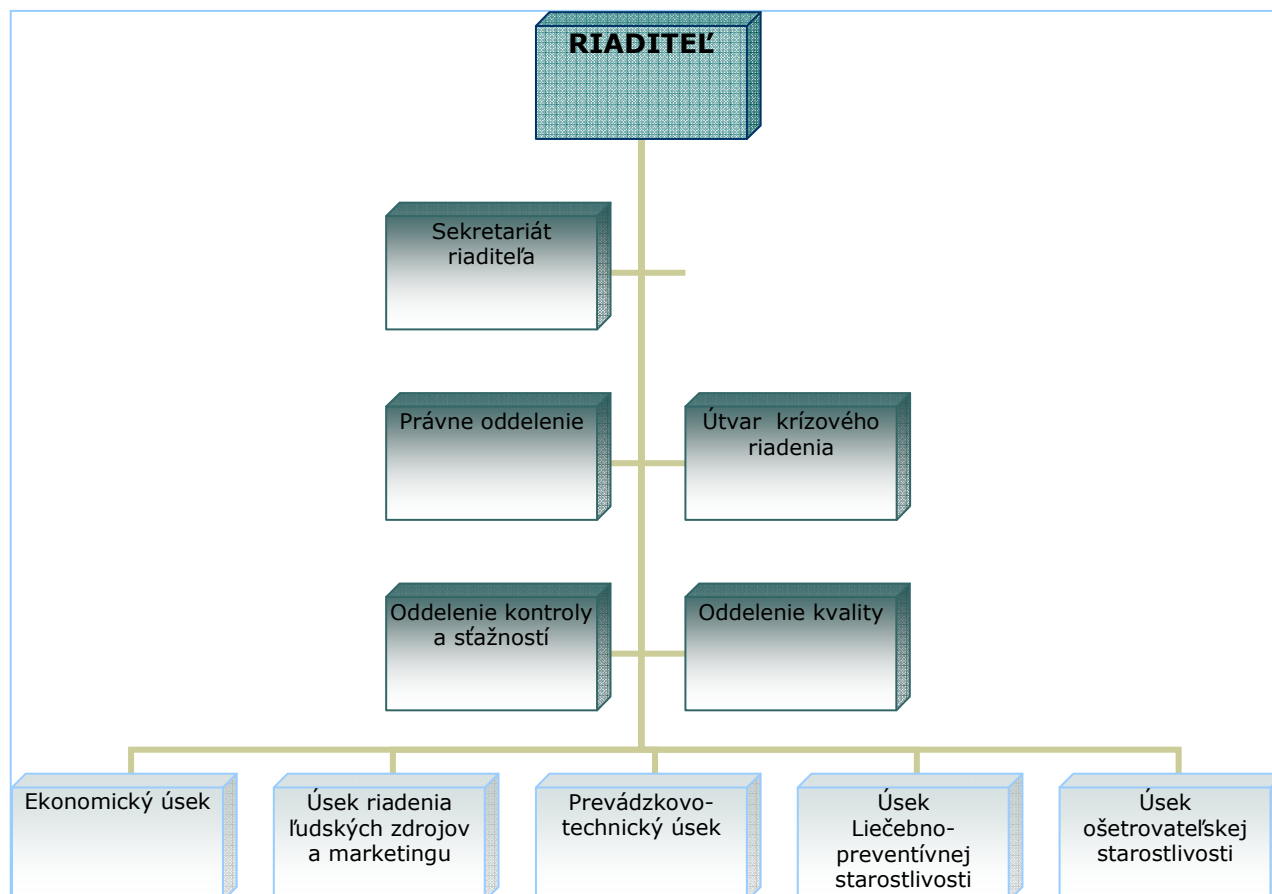 RIADITEĽ
Sekretariát
riaditeľa
Právne oddelenie
Útvar  krízového
riadenia
Oddelenie kontroly
a sťažností
Oddelenie kvality
Ekonomický úsek
Úsek riadenia
ľudských zdrojov
a marketingu
Prevádzkovo-
technický úsek
Úsek
Liečebno-
preventívnej
starostlivosti
Úsek
ošetrovateľskej
starostlivosti